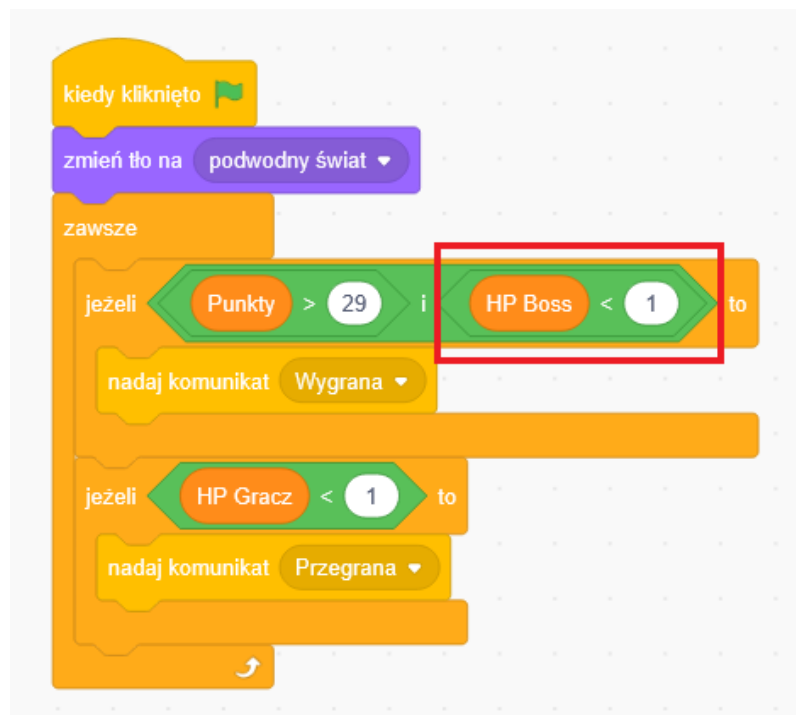 kiedy kliknięto
zmień tło na podwodny świat
zawsze
jeżeli Punkty > 29 i HP Boss < 1 to
nadaj komunikat Wygrana
jeżeli HP Gracz < 1 to
nadaj komunikat Przegrana